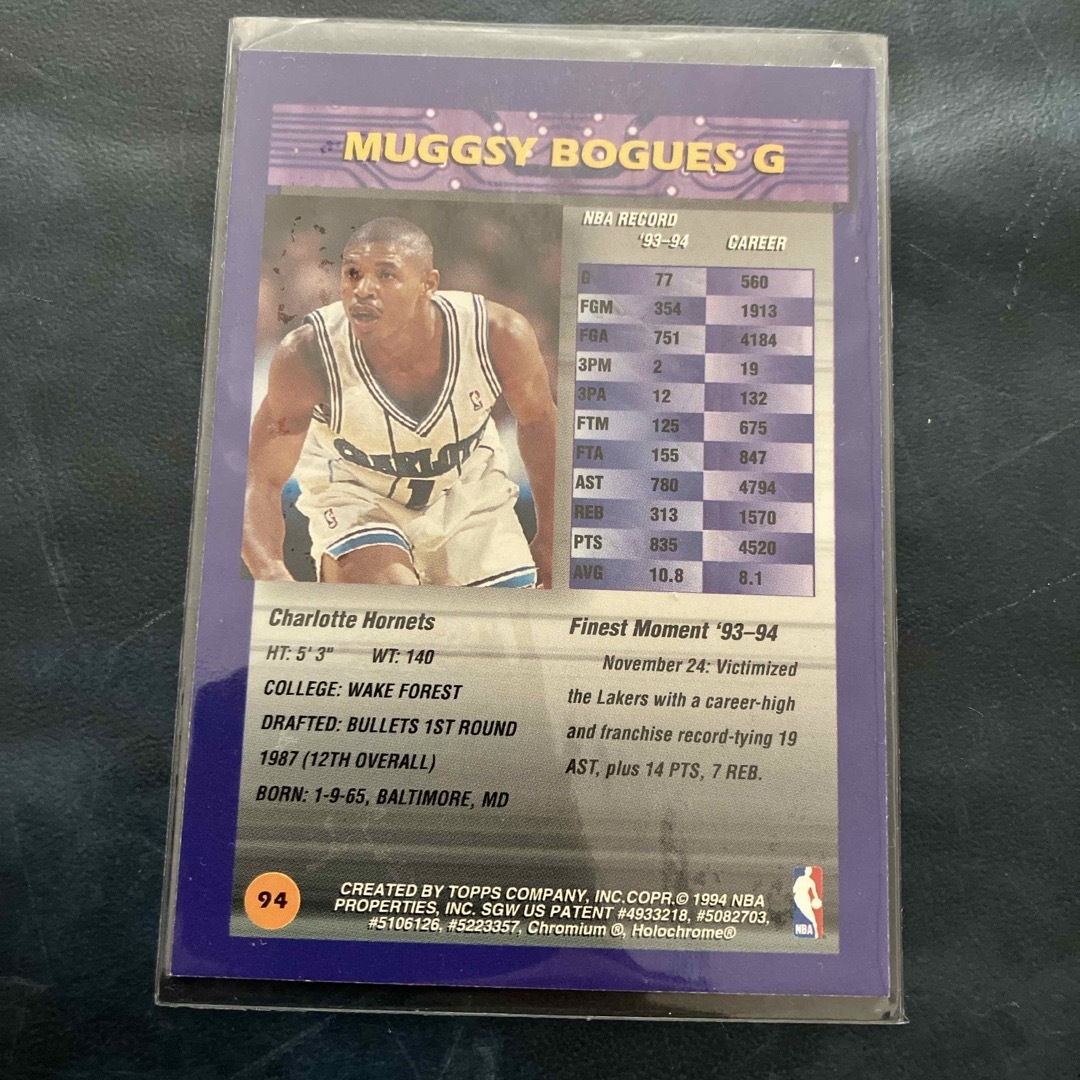 MUGGSY BOGUES G
NBA RECORD
'93–94 CAREER
G 77 560
FGM 354 1913
FGA 751 4184
3PM 2 19
3PA 12 132
FTM 125 675
FTA 155 847
AST 780 4794
REB 313 1570
PTS 835 4520
AVG 10.8 8.1
CHARLOTTE
1
Charlotte Hornets
HT: 5' 3" WT: 140
COLLEGE: WAKE FOREST
DRAFTED: BULLETS 1ST ROUND
1987 (12TH OVERALL)
BORN: 1-9-65, BALTIMORE, MD
Finest Moment '93–94
November 24: Victimized
the Lakers with a career-high
and franchise record-tying 19
AST, plus 14 PTS, 7 REB.
94
CREATED BY TOPPS COMPANY, INC.COPR.© 1994 NBA
PROPERTIES, INC. SGW US PATENT #4933218, #5082703,
#5106126, #5223357, Chromium ®, Holochrome®
NBA